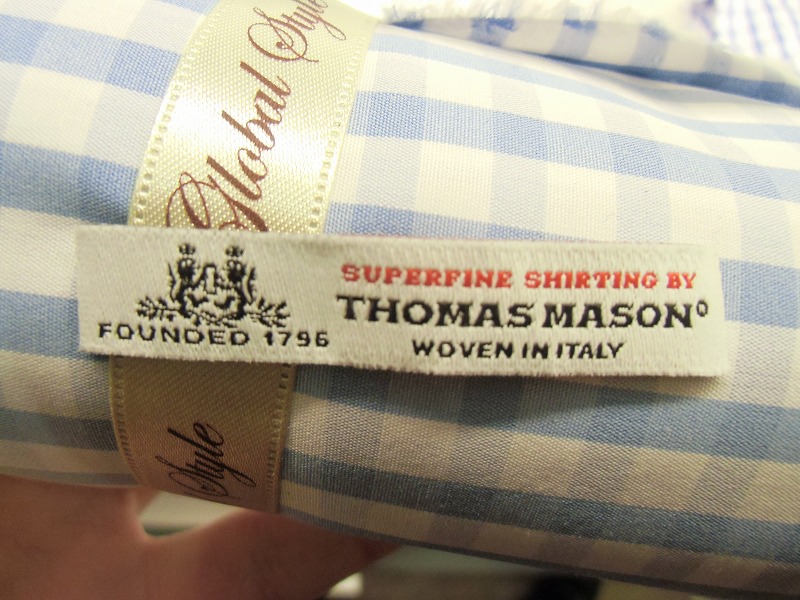 Global Style
FOUNDED 1796
SUPERFINE SHIRTING BY
THOMAS MASON®
WOVEN IN ITALY
Style